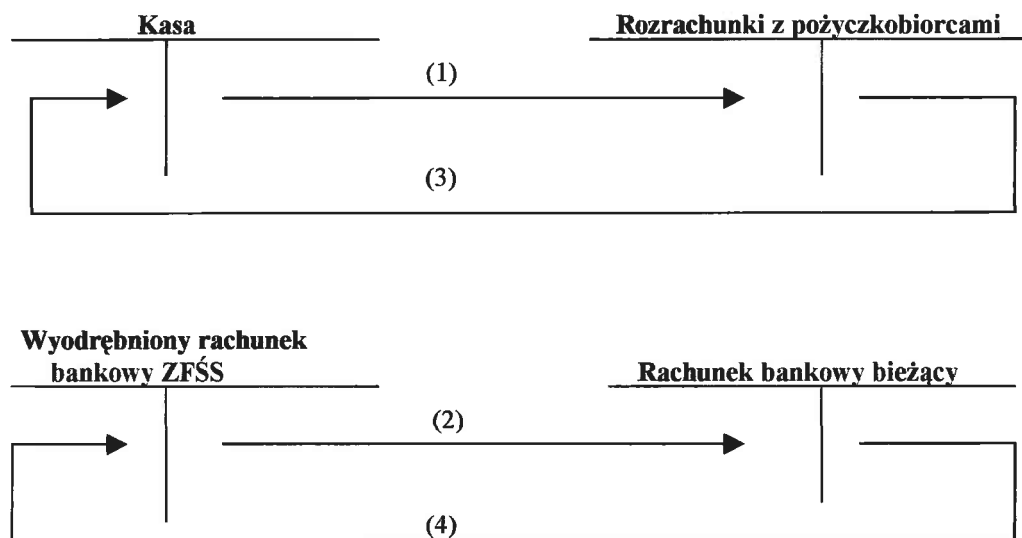 Kasa
Rozrachunki z pożyczkobiorcami
(1)
(3)
Wyodrębniony rachunek
bankowy ZFŚS
Rachunek bankowy bieżący
(2)
(4)